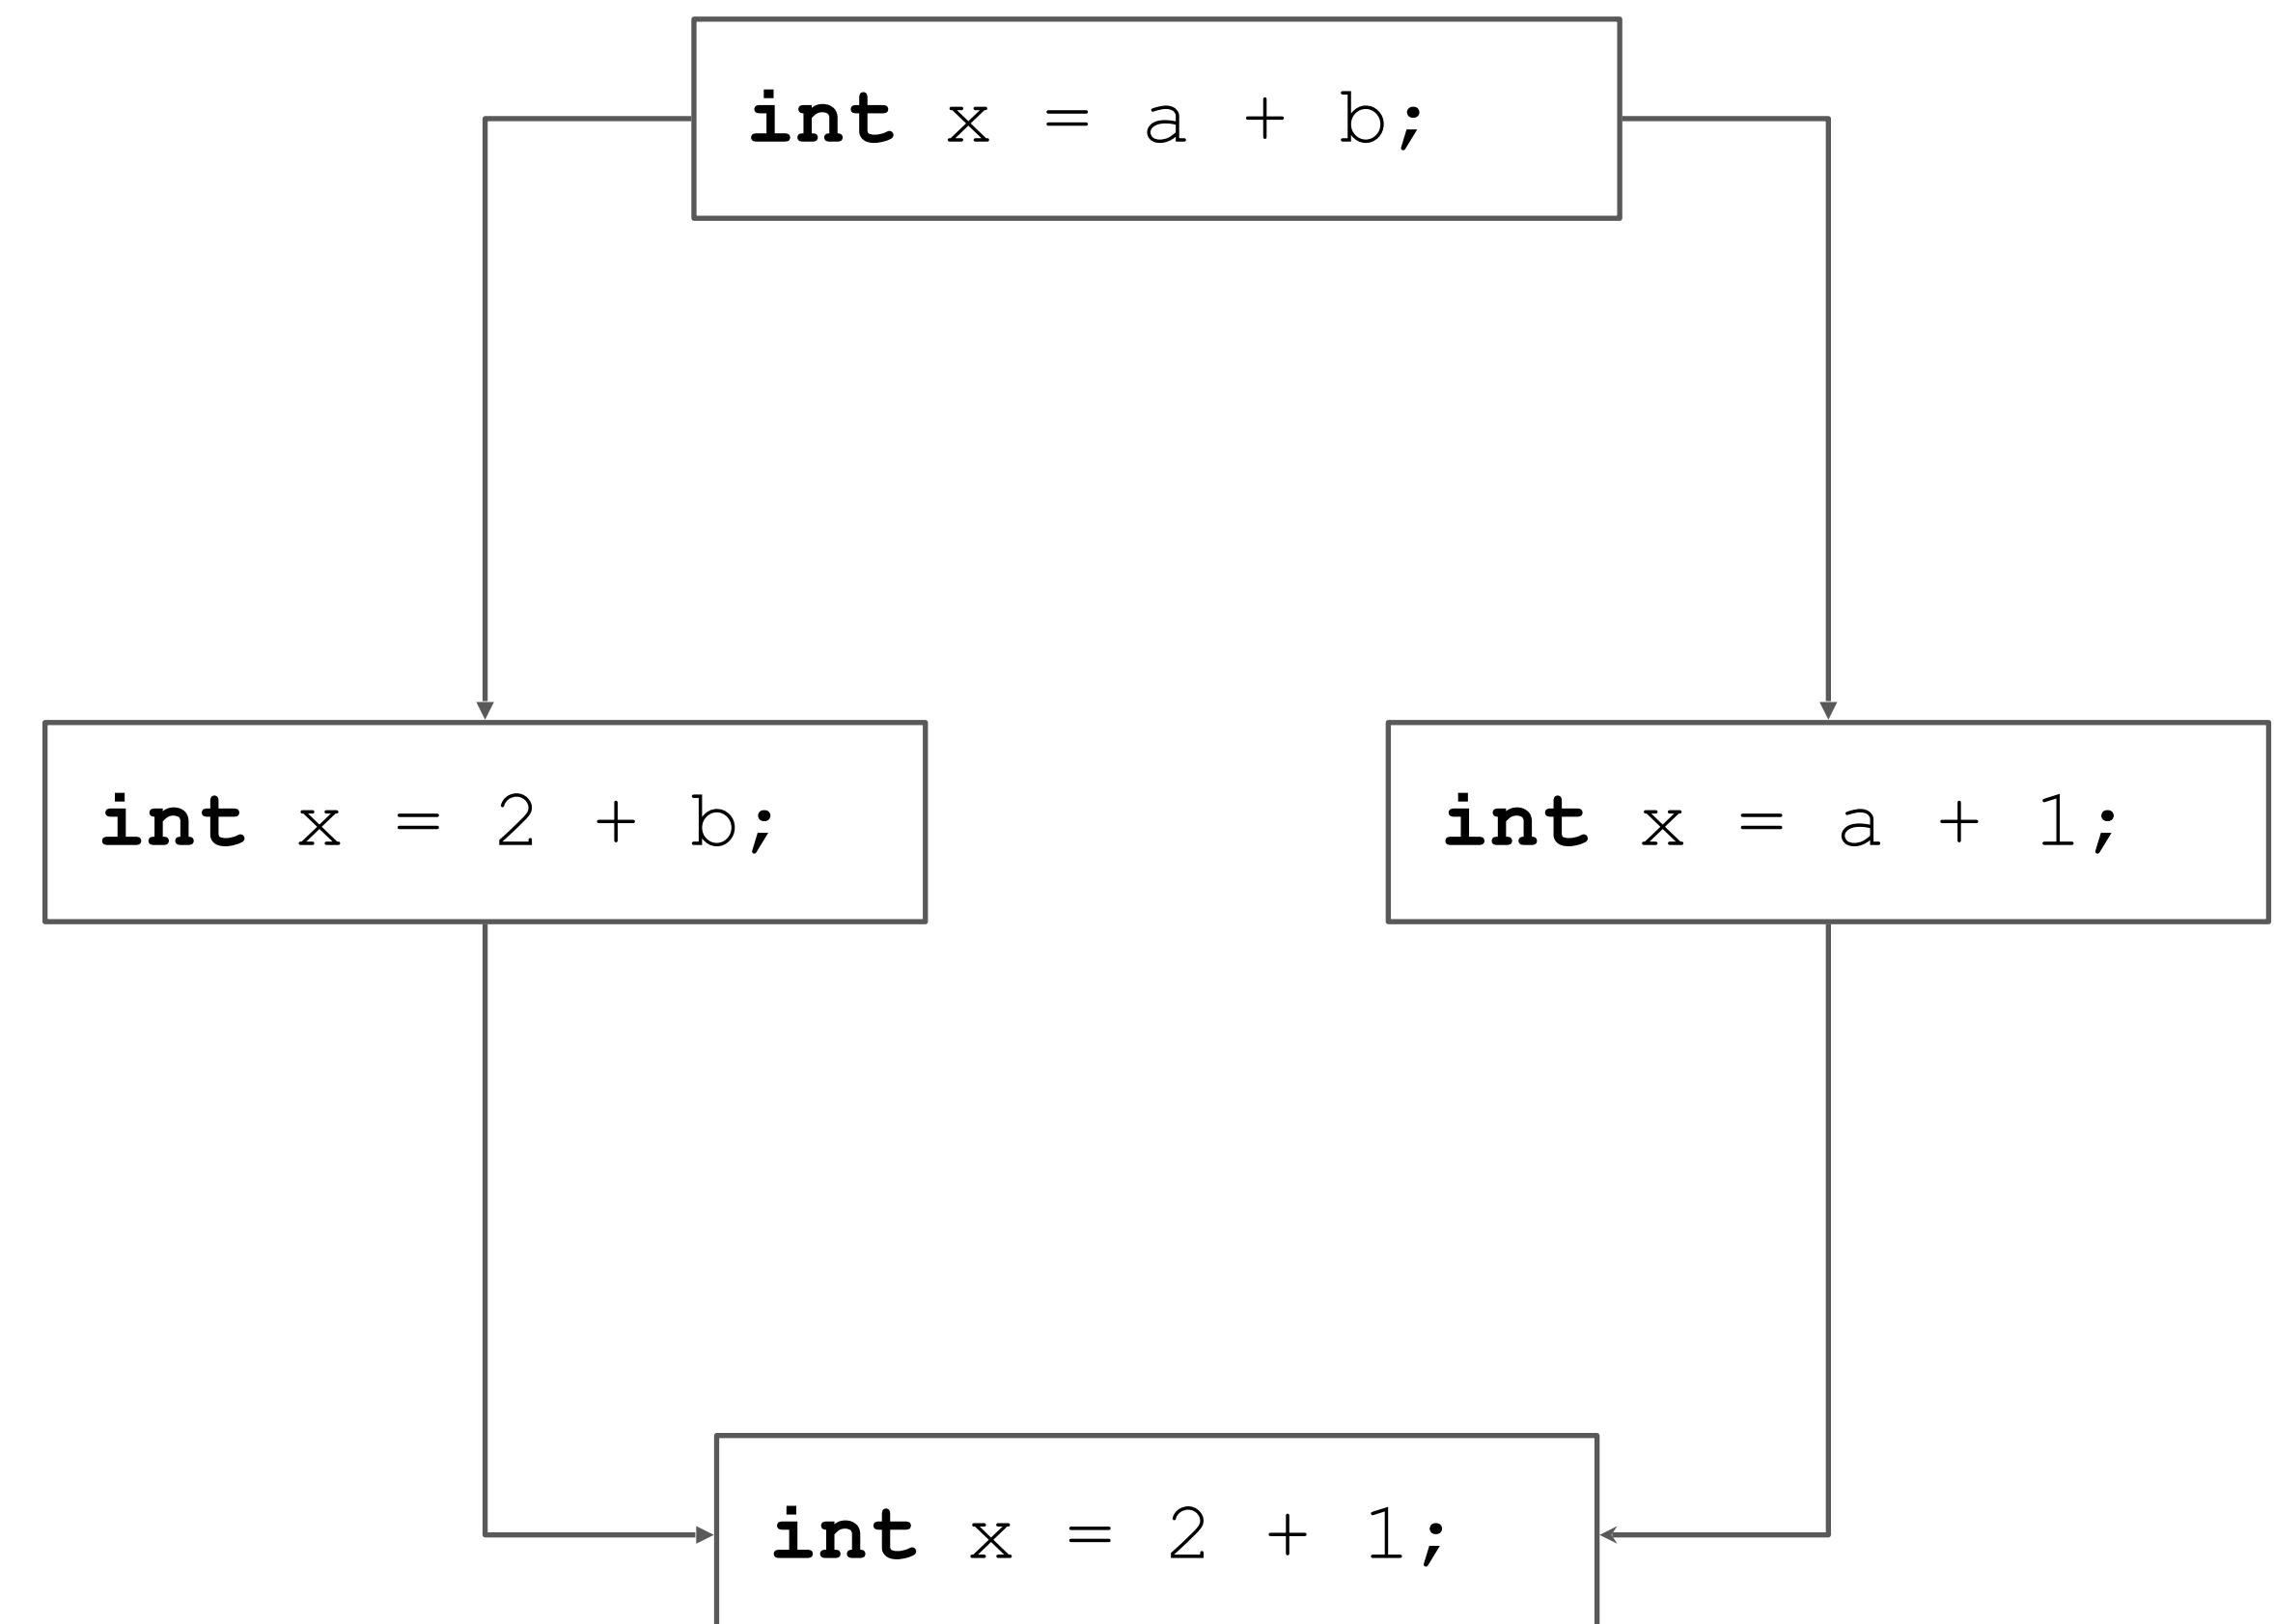 int x = a + b;
int x = 2 + b;
int x = a + 1;
int x = 2 + 1;